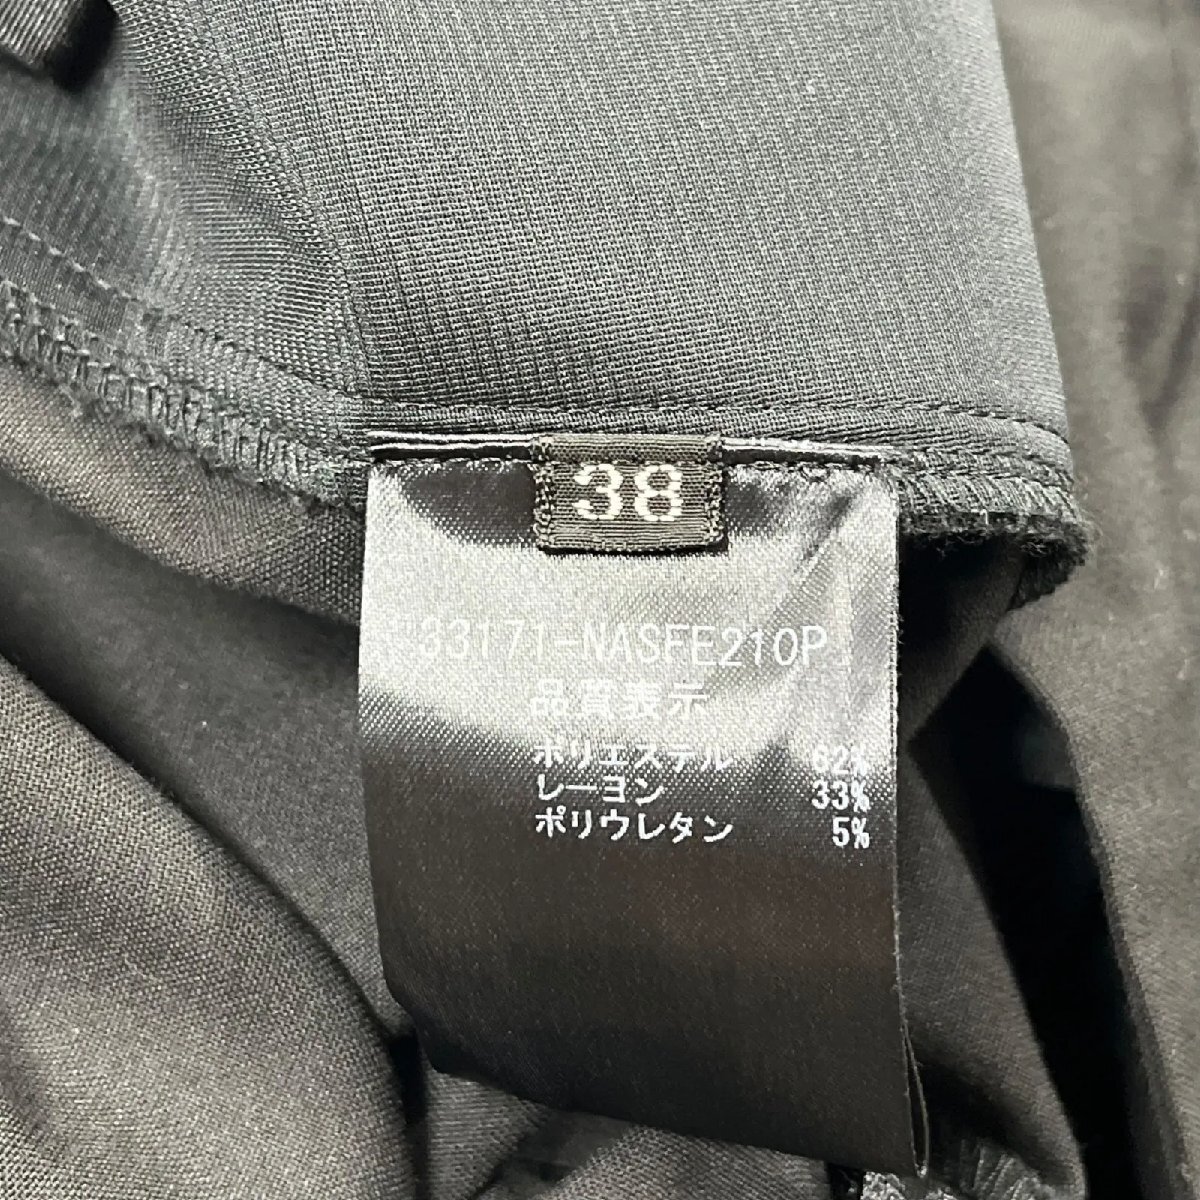 38
33171-NASFE210P
品質表示
ポリエステル 62%
レーヨン 33%
ポリウレタン 5%